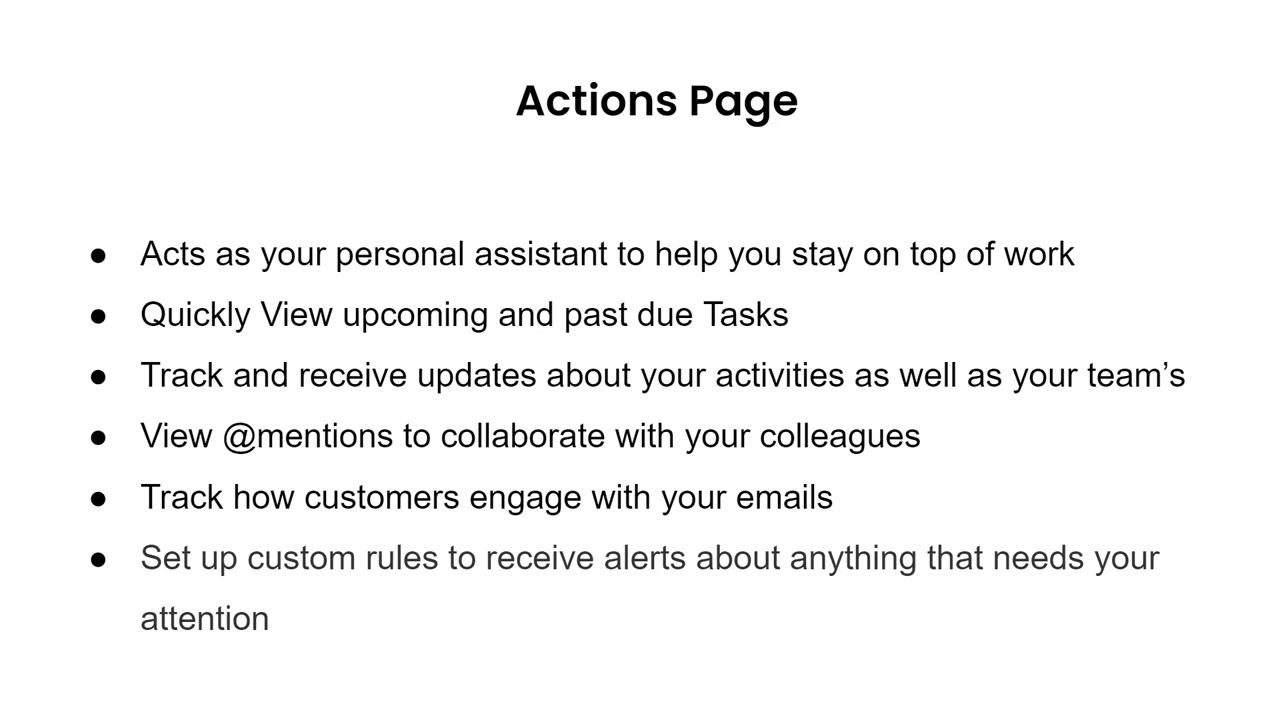 Actions Page
● Acts as your personal assistant to help you stay on top of work
● Quickly View upcoming and past due Tasks
● Track and receive updates about your activities as well as your team’s
● View @mentions to collaborate with your colleagues
● Track how customers engage with your emails
● Set up custom rules to receive alerts about anything that needs your
attention